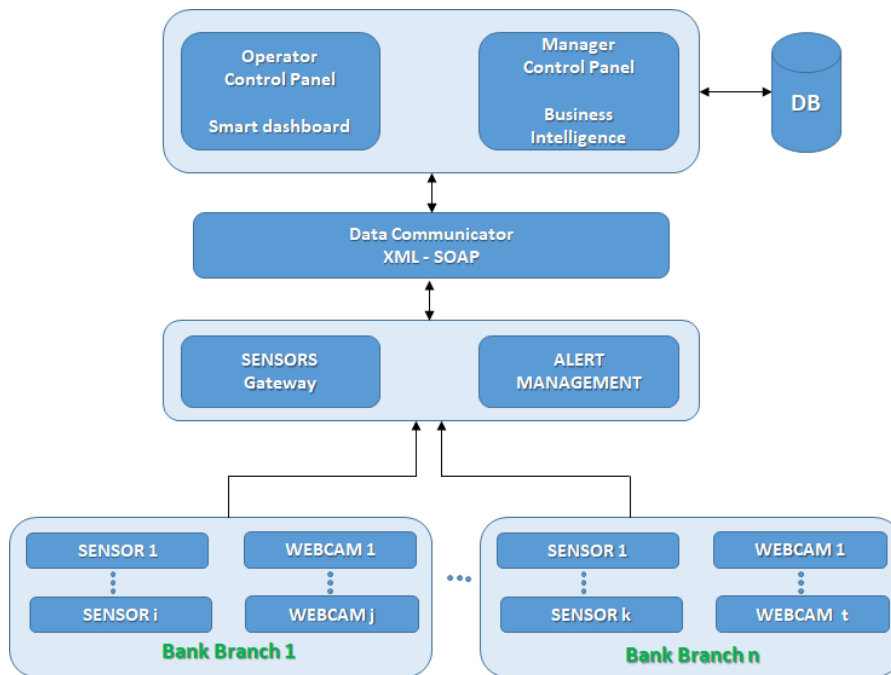 Operator
Control Panel
Smart dashboard
Manager
Control Panel
Business
Intelligence
DB
Data Communicator
XML - SOAP
SENSORS
Gateway
ALERT
MANAGEMENT
SENSOR 1
WEBCAM 1
SENSOR i
WEBCAM j
Bank Branch 1
SENSOR 1
WEBCAM 1
SENSOR k
WEBCAM t
Bank Branch n